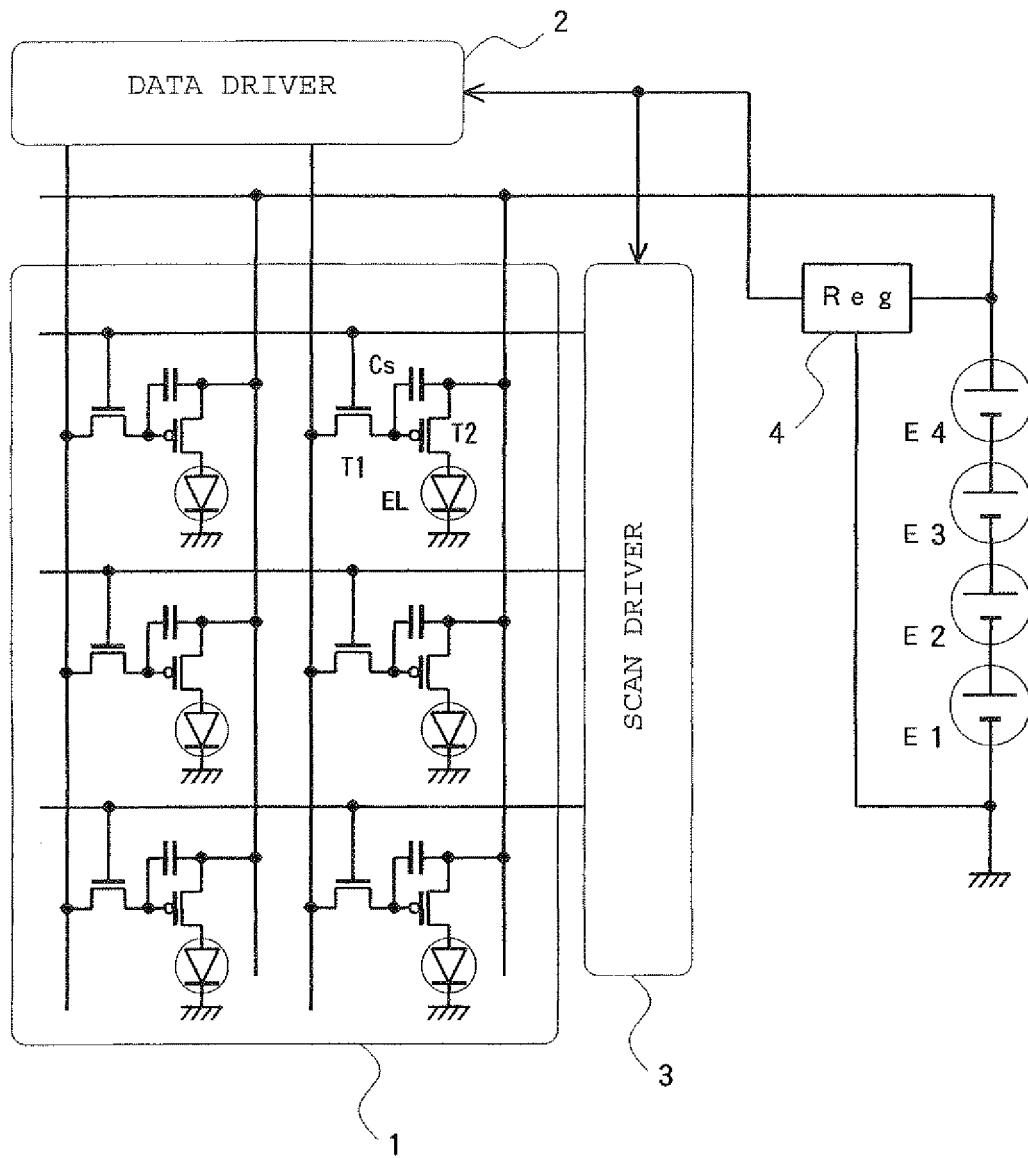 2
DATA DRIVER
Reg
4
Cs
T2
T1
EL
E4
E3
E2
E1
SCAN DRIVER
3
1